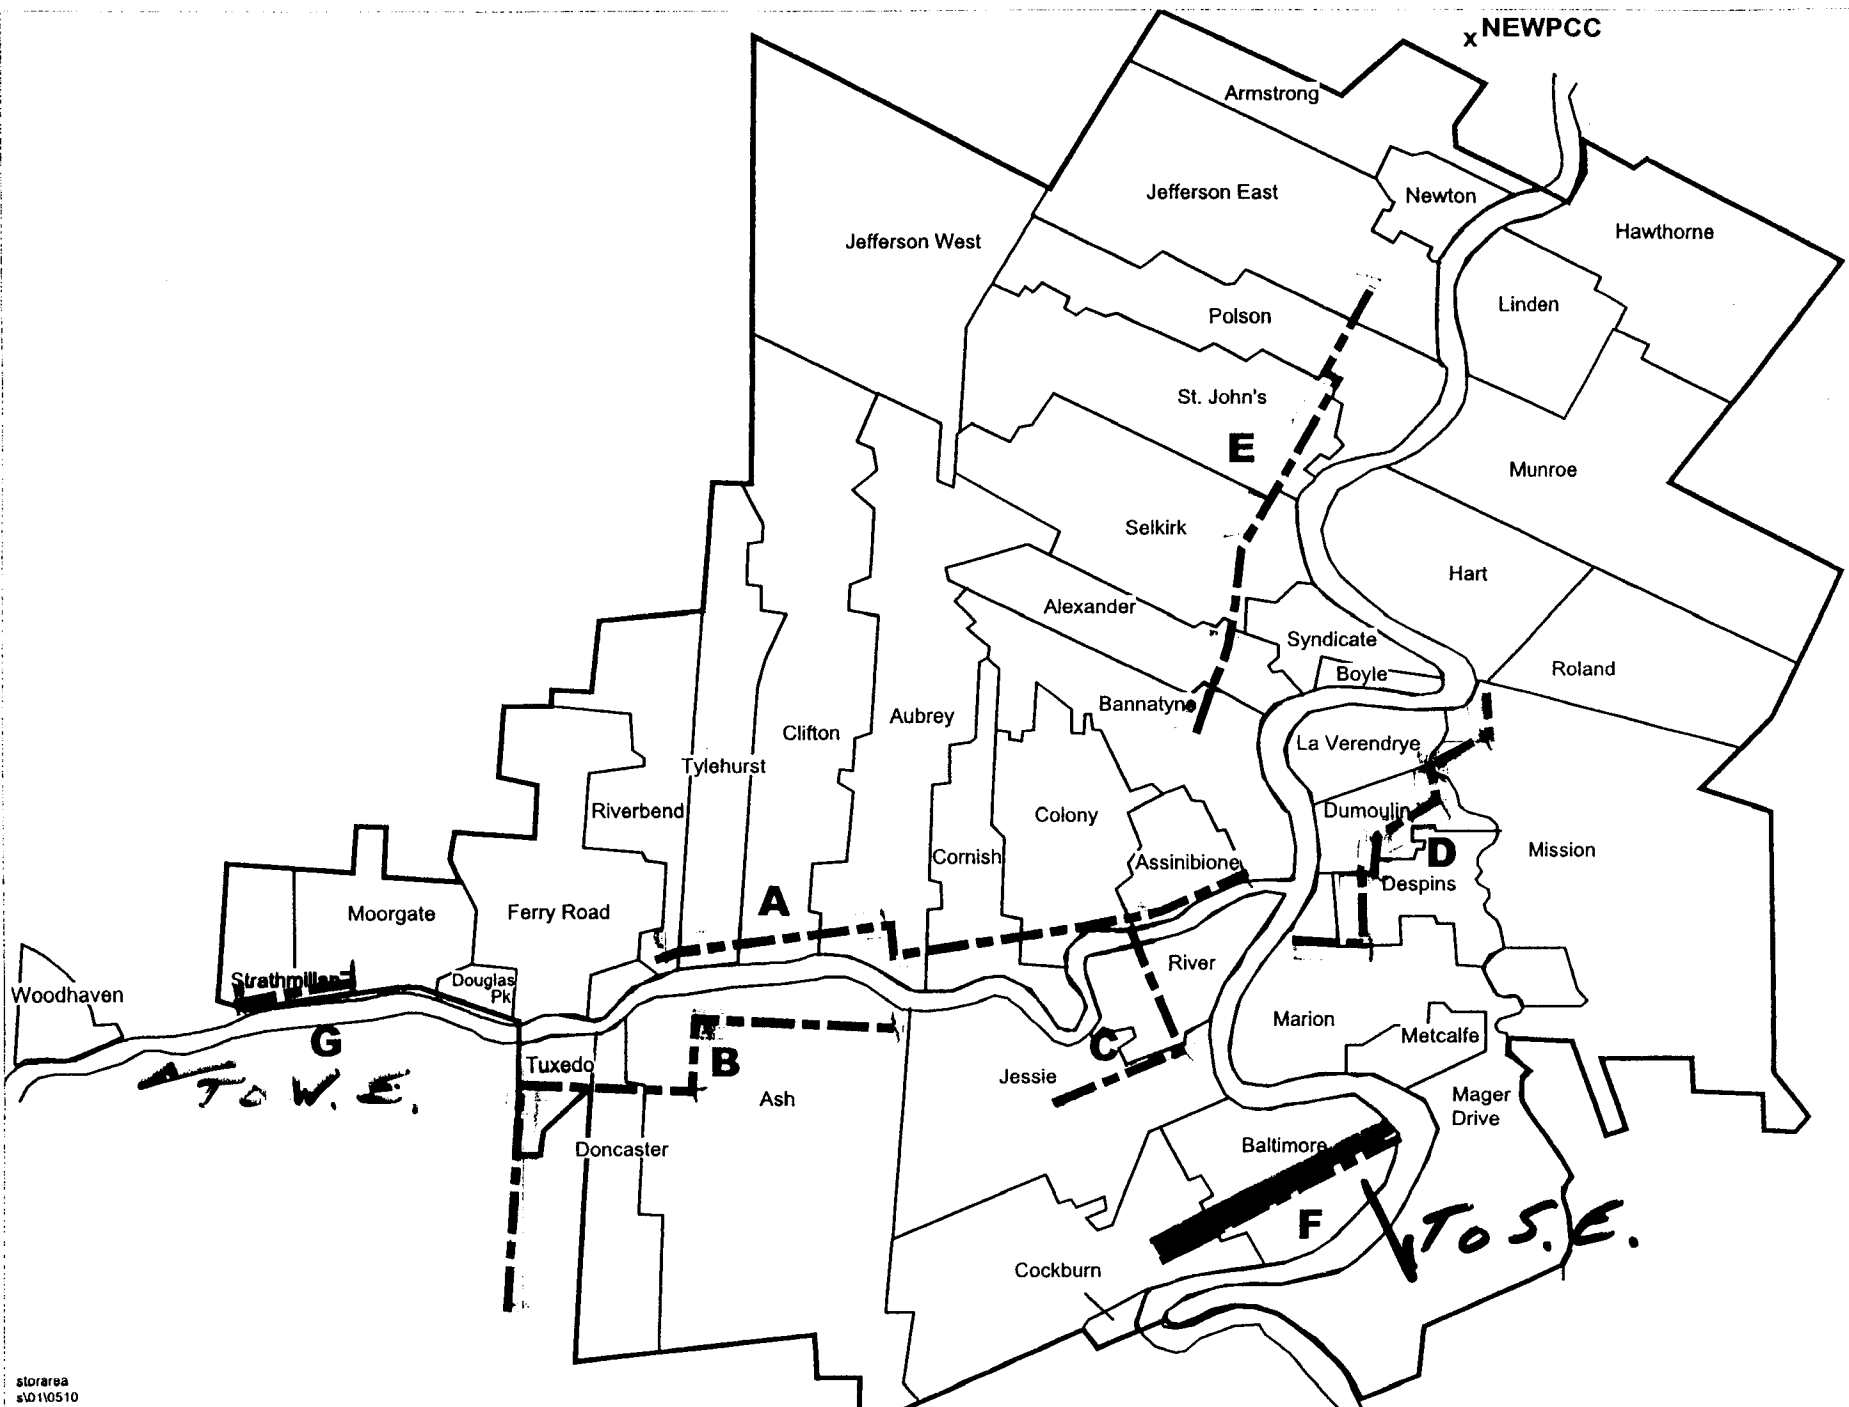 x NEWPCC
Armstrong
Jefferson East
Newton
Hawthorne
Jefferson West
Linden
Polson
St. John's
E
Munroe
Selkirk
Hart
Alexander
Syndicate
Boyle
Roland
Bannatyne
Aubrey
Clifton
La Verendrye
Tylehurst
Riverbend
Colony
Dumoulin
Cornish
Assinibione
D
Mission
Despins
A
Moorgate
Ferry Road
River
Strathmillan
Douglas
Pk
Woodhaven
Marion
Metcalfe
G
C
B
Tuxedo
Jessie
TO W.E.
Ash
Mager
Drive
Doncaster
Baltimore
F
TO S.E.
Cockburn
storarea
s\01\0510